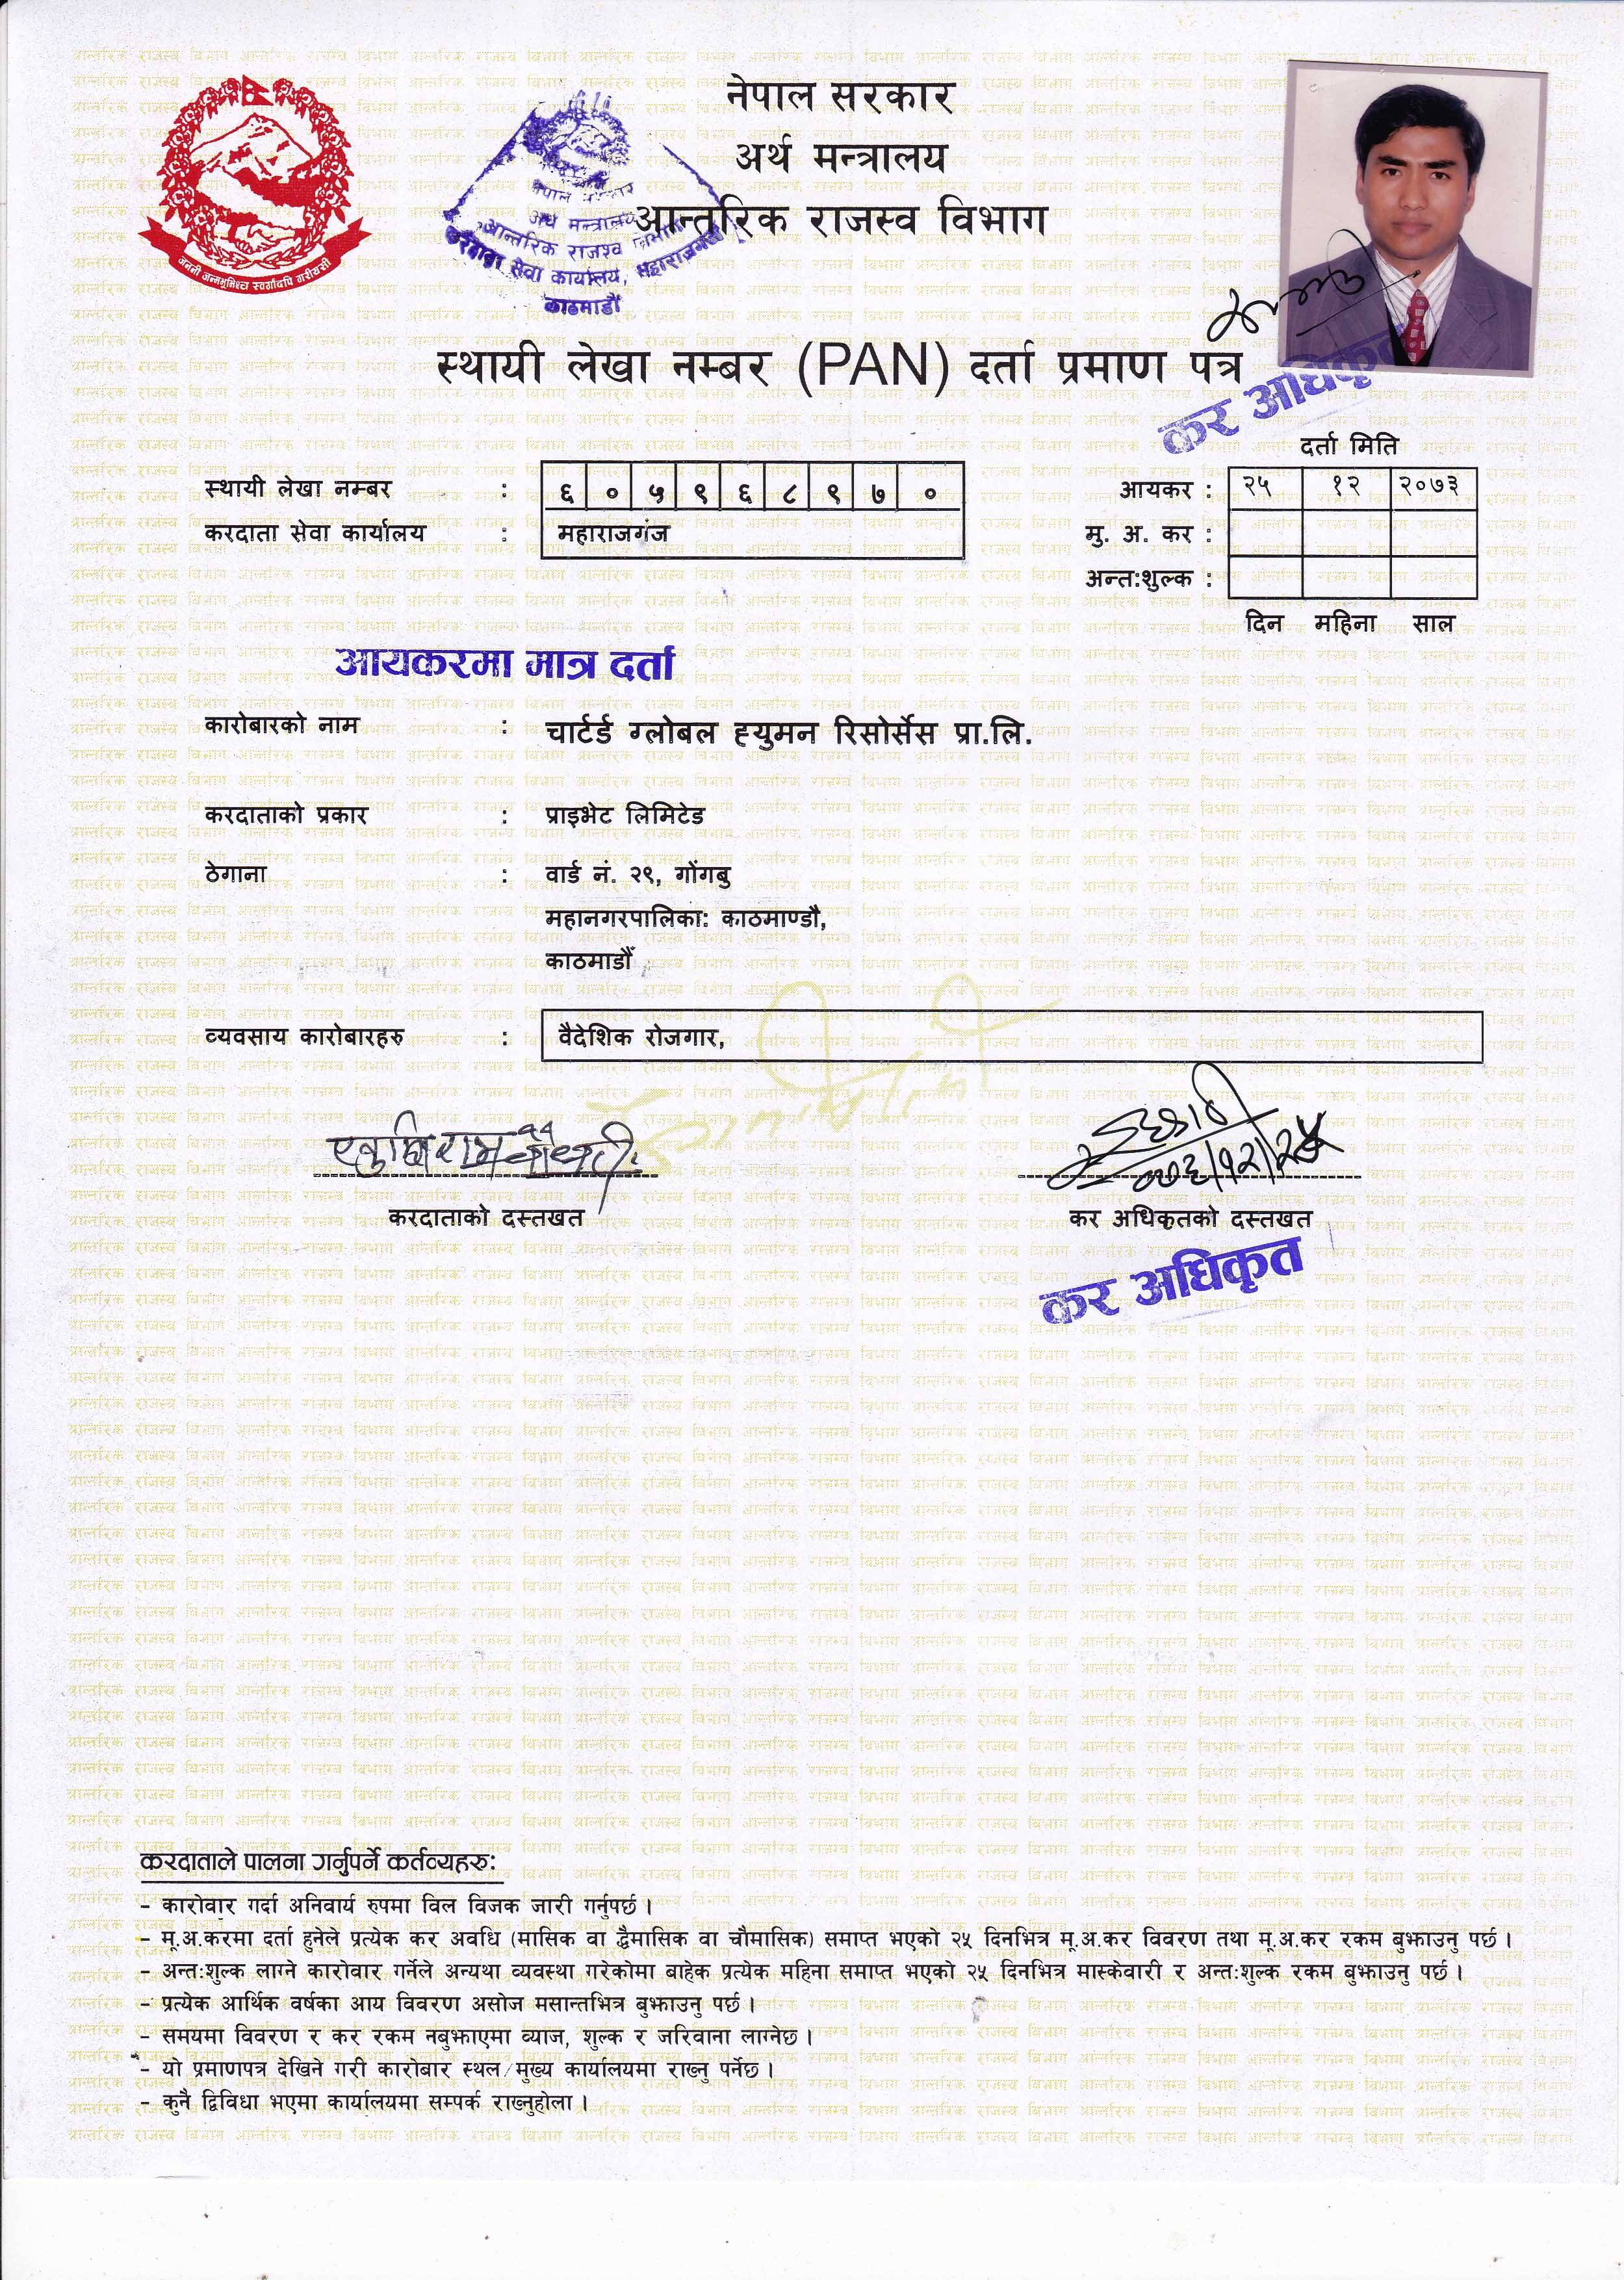 नेपाल सरकार
अर्थ मन्त्रालय
आन्तरिक राजस्व विभाग
जननी जन्मभूमिश्च स्वर्गादपि गरीयसी
नेपाल सरकार
अर्थ मन्त्रालय
आन्तरिक राजश्व विभाग
करदाता सेवा कार्यालय, महाराजगंज
काठमाडौं
स्थायी लेखा नम्बर (PAN) दर्ता प्रमाण पत्र
कर अधिकृत
दर्ता मिति
स्थायी लेखा नम्बर : ६ ० ५ ९ ६ ८ ९ ७ ० आयकर : २५ १२ २०७३
करदाता सेवा कार्यालय : महाराजगंज मु. अ. कर :
अन्त:शुल्क :
दिन महिना साल
आयकरमा मात्र दर्ता
कारोबारको नाम : चार्टर्ड ग्लोबल ह्युमन रिसोर्सेस प्रा.लि.
करदाताको प्रकार : प्राइभेट लिमिटेड
ठेगाना : वार्ड नं. २९, गोंगबु
महानगरपालिका: काठमाण्डौ,
काठमाडौँ
व्यवसाय कारोबारहरु : वैदेशिक रोजगार,
करदाताको दस्तखत कर अधिकृतको दस्तखत
कर अधिकृत
करदाताले पालना गर्नुपर्ने कर्तव्यहरु:
– कारोवार गर्दा अनिवार्य रुपमा विल विजक जारी गर्नुपर्छ ।
– मू.अ.करमा दर्ता हुनेले प्रत्येक कर अवधि (मासिक वा द्वैमासिक वा चौमासिक) समाप्त भएको २५ दिनभित्र मू.अ.कर विवरण तथा मू.अ.कर रकम बुझाउनु पर्छ ।
– अन्त:शुल्क लाग्ने कारोवार गर्नेले अन्यथा व्यवस्था गरेकोमा बाहेक प्रत्येक महिना समाप्त भएको २५ दिनभित्र मास्केवारी र अन्त:शुल्क रकम बुझाउनु पर्छ ।
– प्रत्येक आर्थिक वर्षका आय विवरण असोज मसान्तभित्र बुझाउनु पर्छ ।
– समयमा विवरण र कर रकम नबुझाएमा व्याज, शुल्क र जरिवाना लाग्नेछ ।
– यो प्रमाणपत्र देखिने गरी कारोबार स्थल/मुख्य कार्यालयमा राख्नु पर्नेछ ।
– कुनै द्विविधा भएमा कार्यालयमा सम्पर्क राख्नुहोला ।